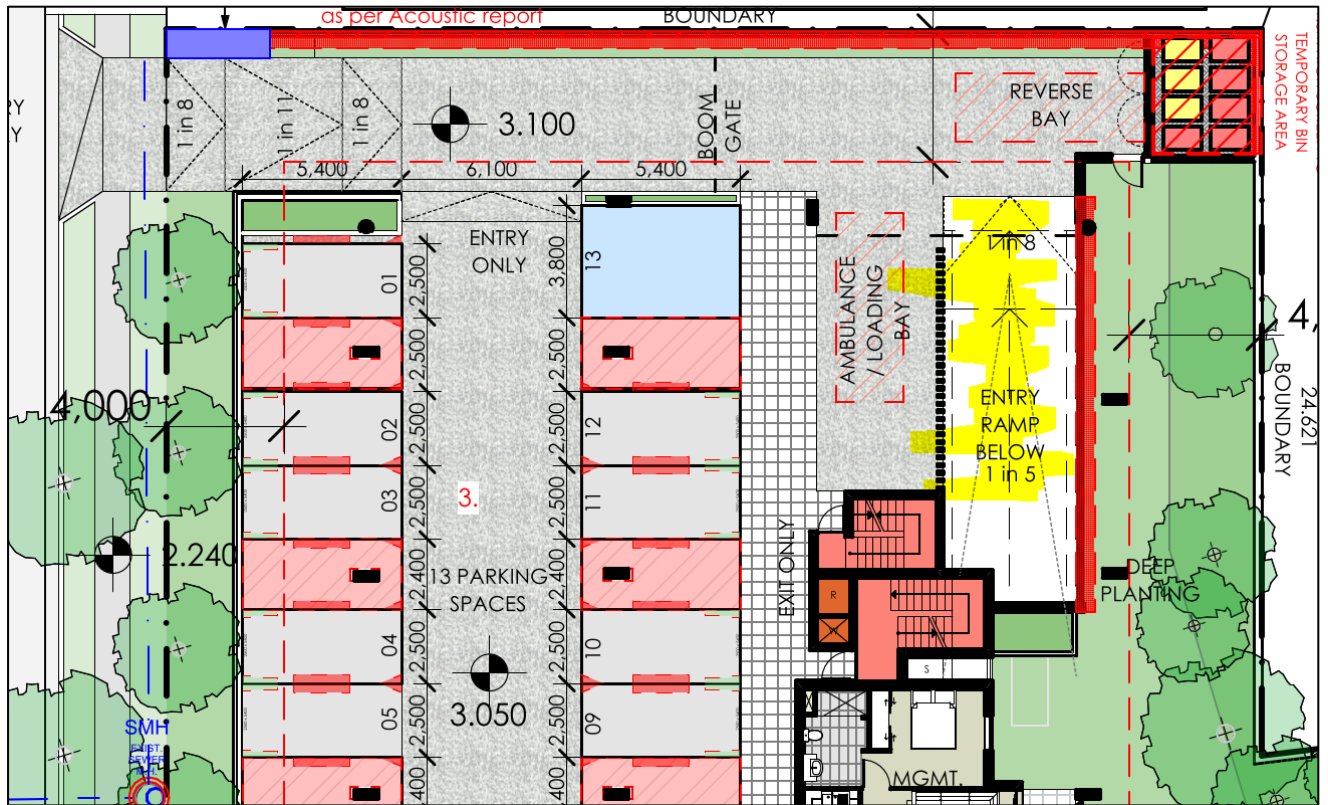 as per Acoustic report
BOUNDARY
TEMPORARY BIN
STORAGE AREA
RY
Y
1 in 8
1 in 11
1 in 8
3.100
BOOM
GATE
REVERSE
BAY
5,400
6,100
5,400
ENTRY
ONLY
3,800
13
01
2,500
1 in 8
AMBULANCE
/ LOADING
BAY
4,
2,500
2,500
24.621
BOUNDARY
4,000
02
2,500
2,500
12
ENTRY
RAMP
BELOW
1 in 5
03
2,500
3.
2,500
11
2.240
2,400
13 PARKING
SPACES
2,400
EXIT ONLY
DEEP
PLANTING
R
W
04
2,500
2,500
10
S
3.050
05
2,500
2,500
09
SMH
EXIST.
SEWER
MGMT.
400
400